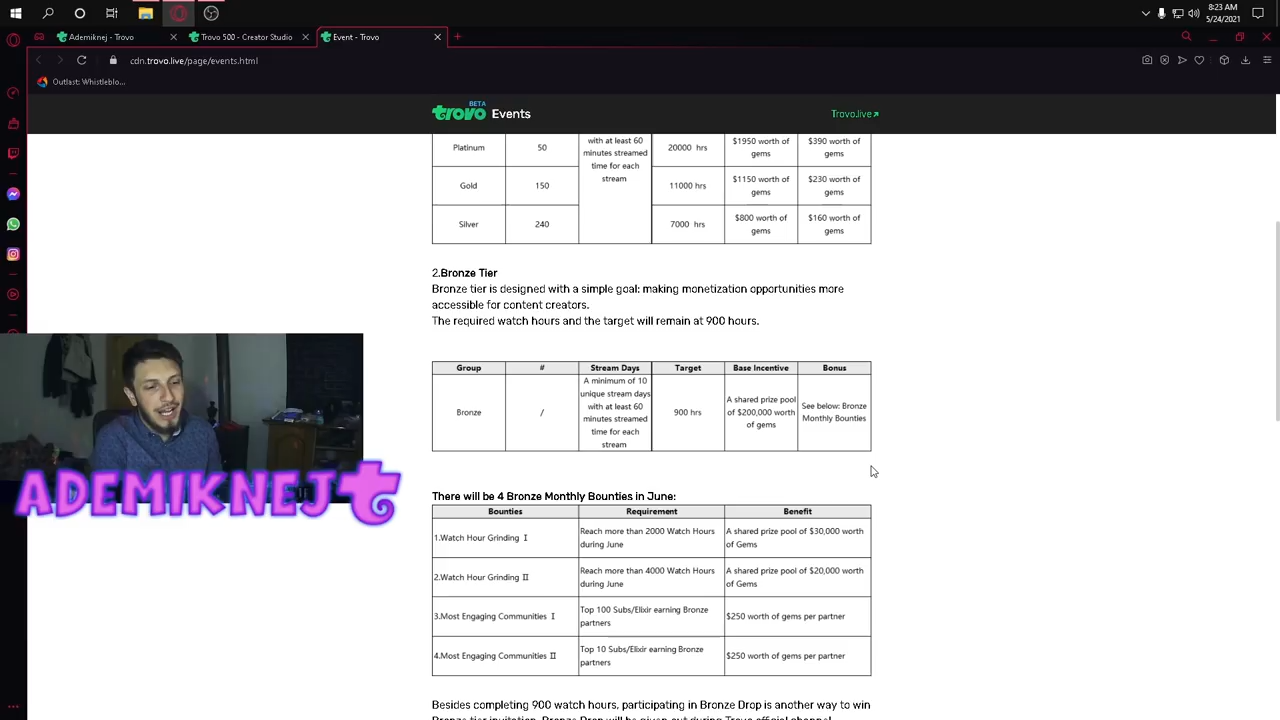 8:23 AM
5/24/2021
Ademiknej - Trovo
Trovo 500 - Creator Studio
Event - Trovo
cdn.trovo.live/page/events.html
Outlast: Whistleblo...
BETA
trovo Events
Trovo.live
Platinum
50
with at least 60
minutes streamed
time for each
stream
20000 hrs
$1950 worth of
gems
$390 worth of
gems
Gold
150
11000 hrs
$1150 worth of
gems
$230 worth of
gems
Silver
240
7000 hrs
$800 worth of
gems
$160 worth of
gems
2.Bronze Tier
Bronze tier is designed with a simple goal: making monetization opportunities more
accessible for content creators.
The required watch hours and the target will remain at 900 hours.
Group
#
Stream Days
Target
Base Incentive
Bonus
Bronze
/
A minimum of 10
unique stream days
with at least 60
minutes streamed
time for each
stream
900 hrs
A shared prize pool
of $200,000 worth
of gems
See below: Bronze
Monthly Bounties
ADEMIKNEJ
There will be 4 Bronze Monthly Bounties in June:
Bounties
Requirement
Benefit
1.Watch Hour Grinding Ⅰ
Reach more than 2000 Watch Hours
during June
A shared prize pool of $30,000 worth
of Gems
2.Watch Hour Grinding Ⅱ
Reach more than 4000 Watch Hours
during June
A shared prize pool of $20,000 worth
of Gems
3.Most Engaging Communities Ⅰ
Top 100 Subs/Elixir earning Bronze
partners
$250 worth of gems per partner
4.Most Engaging Communities Ⅱ
Top 10 Subs/Elixir earning Bronze
partners
$250 worth of gems per partner
Besides completing 900 watch hours, participating in Bronze Drop is another way to win
Bronze tier invitation. Bronze Drop will be given out during Trovo official channel